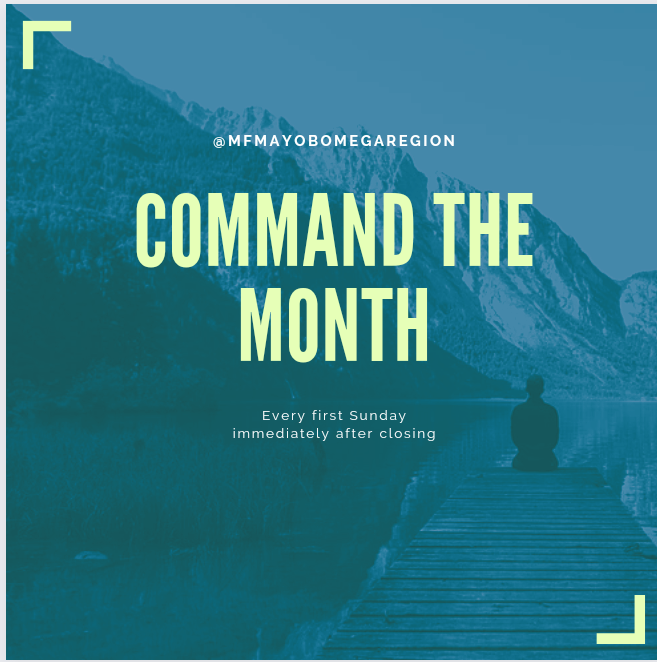 @MFMAYOBOMEGAREGION
COMMAND THE
MONTH
Every first Sunday
immediately after closing